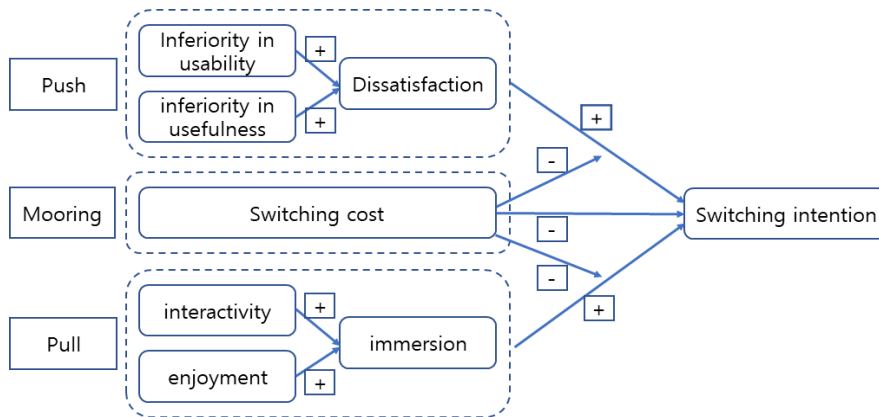 Push
Inferiority in
usability
+
inferiority in
usefulness
+
Dissatisfaction
+
-
Mooring
Switching cost
-
Switching intention
-
Pull
interactivity
+
enjoyment
+
immersion
+